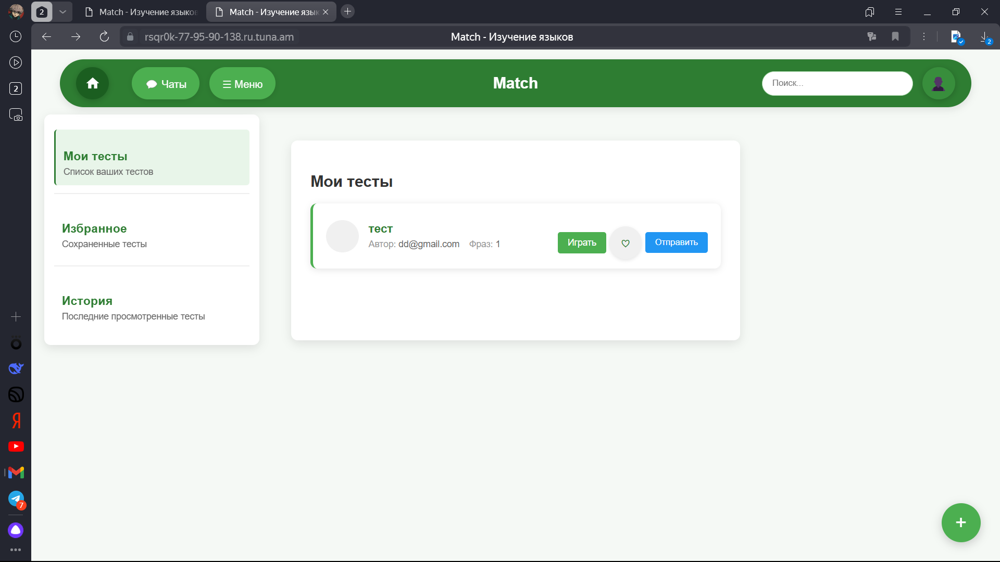 2
Match - Изучение языков
Match - Изучение язык
rsqr0k-77-95-90-138.ru.tuna.am
Match - Изучение языков
2
2
Чаты
Меню
Match
Поиск...
Мои тесты
Список ваших тестов
Избранное
Сохраненные тесты
История
Последние просмотренные тесты
Мои тесты
тест
Автор: dd@gmail.com Фраз: 1
Играть
Отправить
Я
7
+